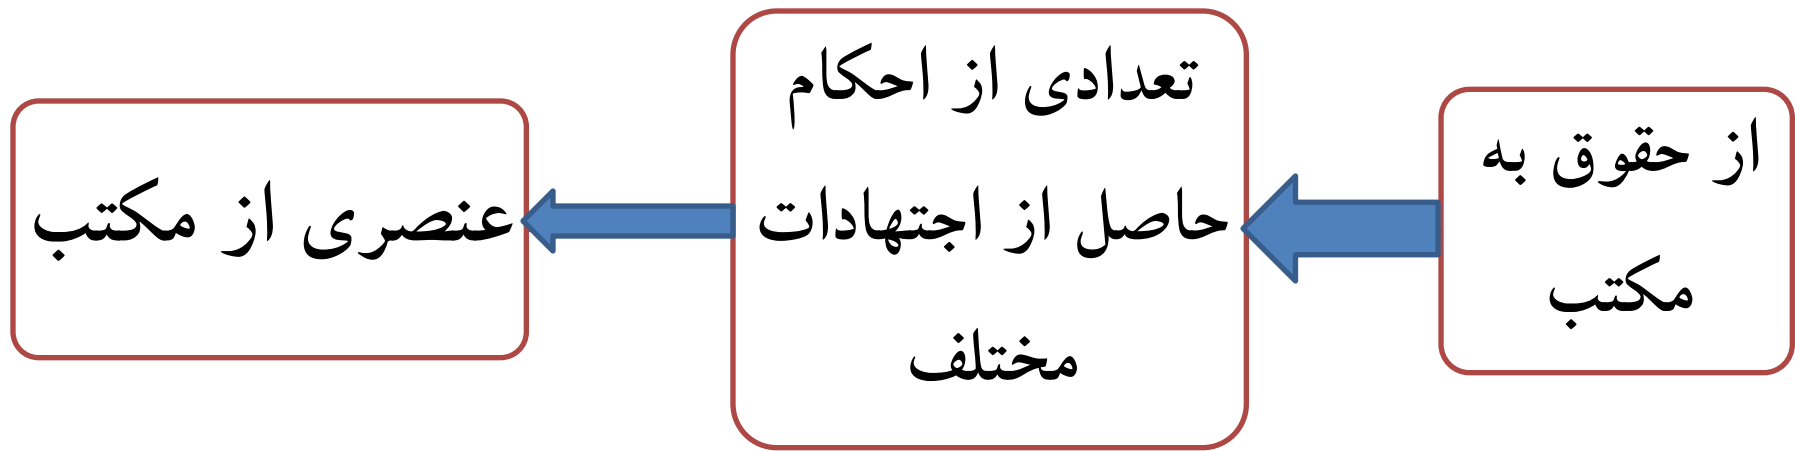 از حقوق به
مکتب
تعدادی از احکام
حاصل از اجتهادات
مختلف
عنصری از مکتب